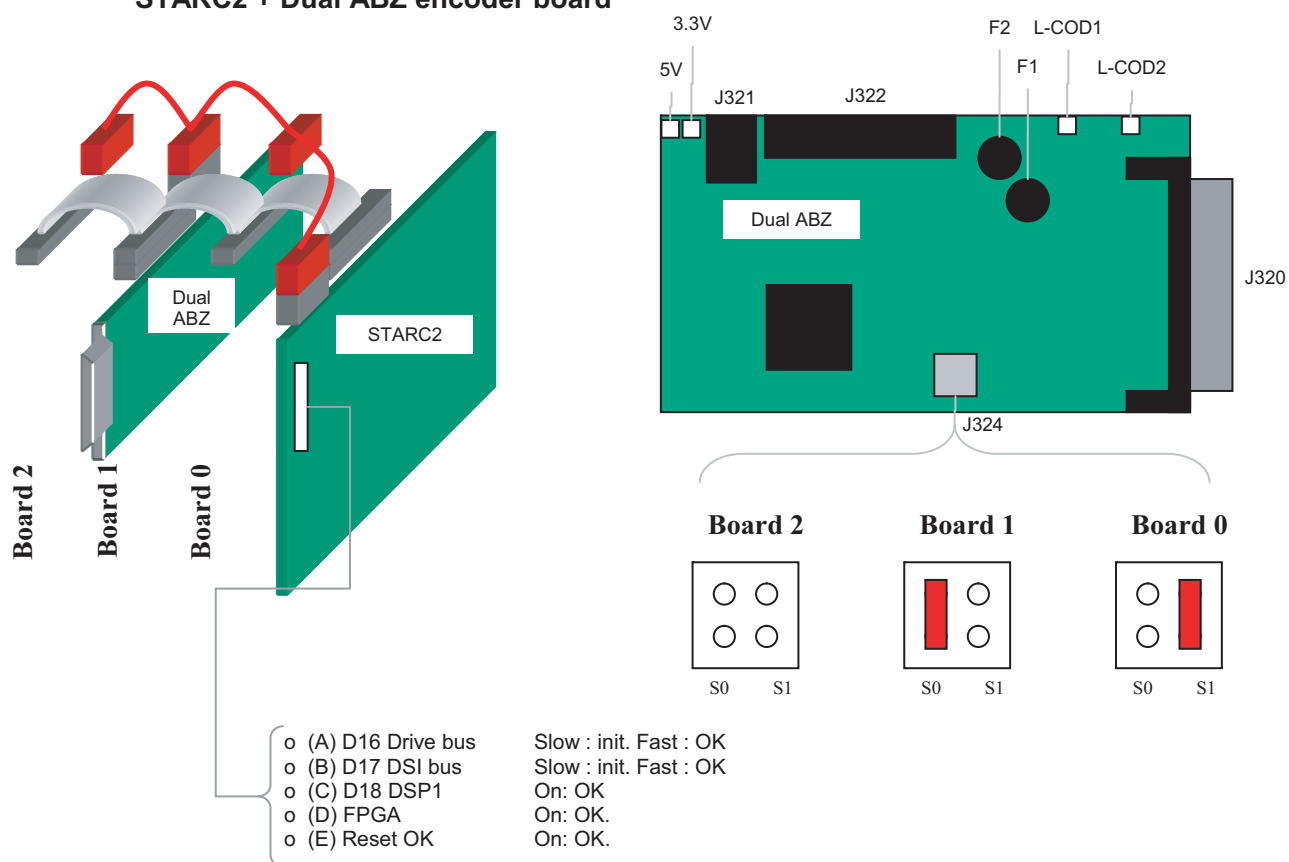 STARC2 + Dual ABZ encoder board
3.3V
F2 L-COD1
5V
F1
L-COD2
J321
J322
Dual ABZ
J320
Dual
ABZ
STARC2
J324
Board 2
Board 1
Board 0
Board 2
Board 1
Board 0
S0 S1
S0 S1
S0 S1
o (A) D16 Drive bus Slow : init. Fast : OK
o (B) D17 DSI bus Slow : init. Fast : OK
o (C) D18 DSP1 On: OK
o (D) FPGA On: OK.
o (E) Reset OK On: OK.